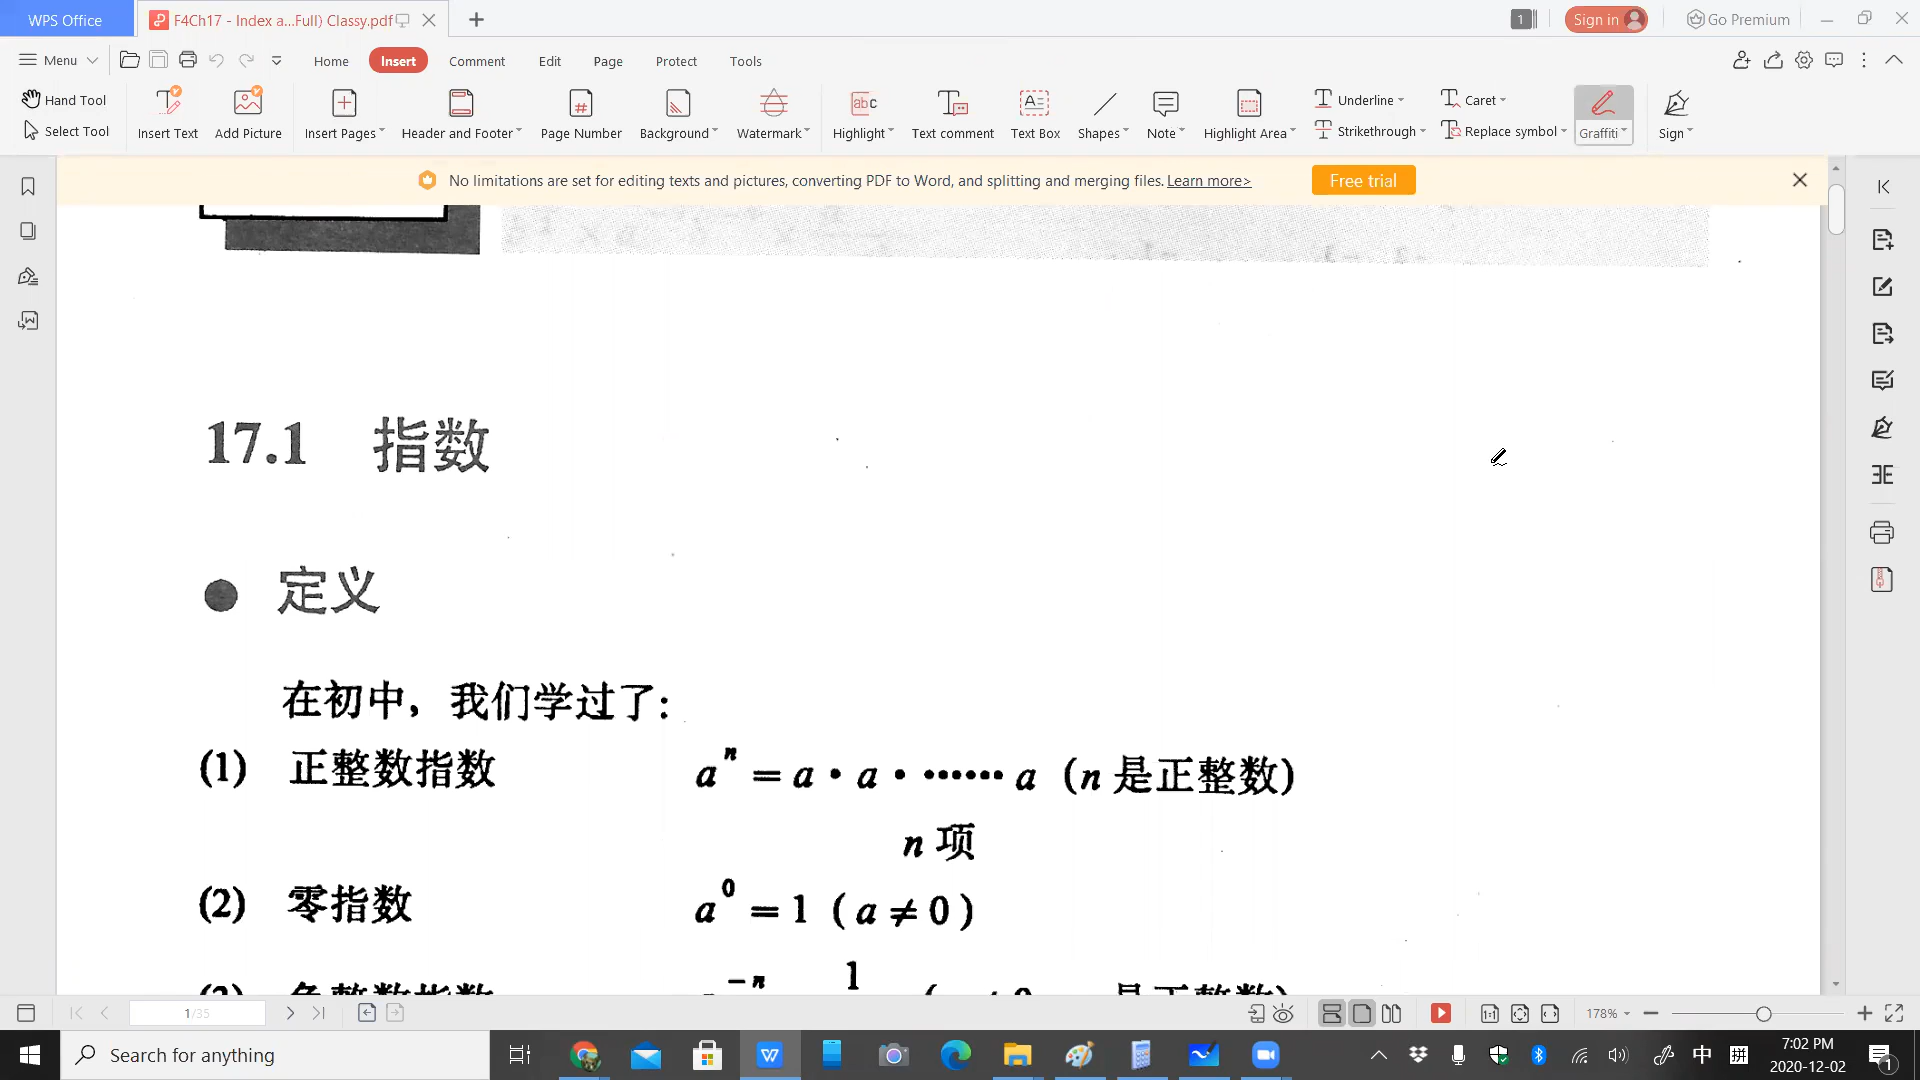 WPS Office
F4Ch17 - Index a...Full) Classy.pdf
1
Sign in
Go Premium
Menu
Home
Insert
Comment
Edit
Page
Protect
Tools
Hand Tool
Select Tool
Insert Text
Add Picture
Insert Pages
Header and Footer
Page Number
Background
Watermark
Highlight
Text comment
Text Box
Shapes
Note
Highlight Area
Underline
Strikethrough
Caret
Replace symbol
Graffiti
Sign
No limitations are set for editing texts and pictures, converting PDF to Word, and splitting and merging files. Learn more>
Free trial
17.1 指数
● 定义
在初中，我们学过了：
(1) 正整数指数 aⁿ = a • a • •••••• a (n 是正整数)
n 项
(2) 零指数 a⁰ = 1 ( a ≠ 0 )
1/35
178%
Search for anything
中
拼
7:02 PM
2020-12-02
1